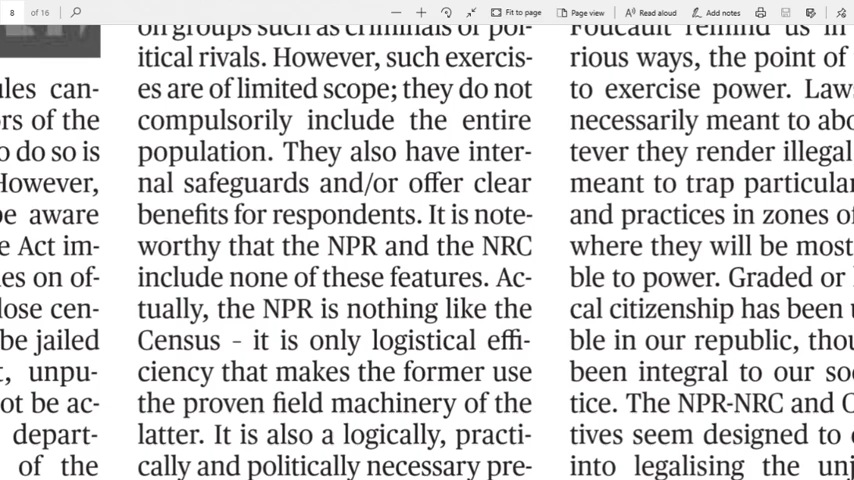 8 of 16
Fit to page
Page view
Read aloud
Add notes
ules can-
rs of the
o do so is
However,
be aware
e Act im-
es on of-
lose cen-
be jailed
t, unpu-
ot be ac-
depart-
of the
on groups such as criminals or pol-
itical rivals. However, such exercis-
es are of limited scope; they do not
compulsorily include the entire
population. They also have inter-
nal safeguards and/or offer clear
benefits for respondents. It is note-
worthy that the NPR and the NRC
include none of these features. Ac-
tually, the NPR is nothing like the
Census - it is only logistical effi-
ciency that makes the former use
the proven field machinery of the
latter. It is also a logically, practi-
cally and politically necessary pre-
Foucault remind us in
rious ways, the point of
to exercise power. Law
necessarily meant to abo
tever they render illegal
meant to trap particular
and practices in zones of
where they will be most
ble to power. Graded or
cal citizenship has been
ble in our republic, thou
been integral to our so
tice. The NPR-NRC and
tives seem designed to
into legalising the unj